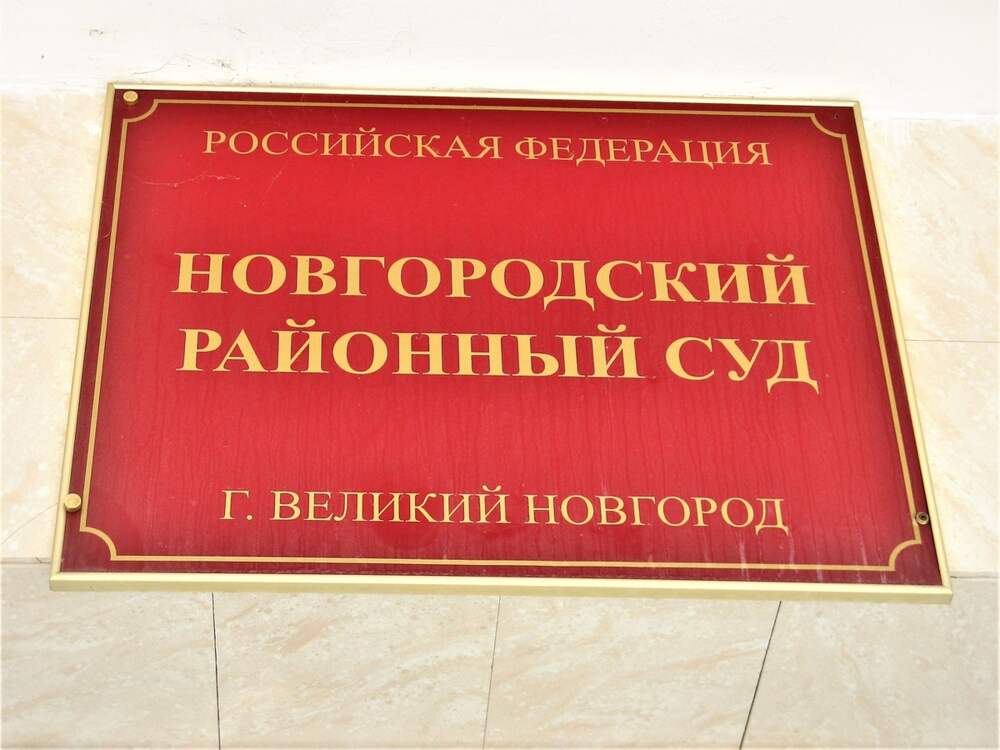 РОССИЙСКАЯ ФЕДЕРАЦИЯ
НОВГОРОДСКИЙ
РАЙОННЫЙ СУД
Г. ВЕЛИКИЙ НОВГОРОД